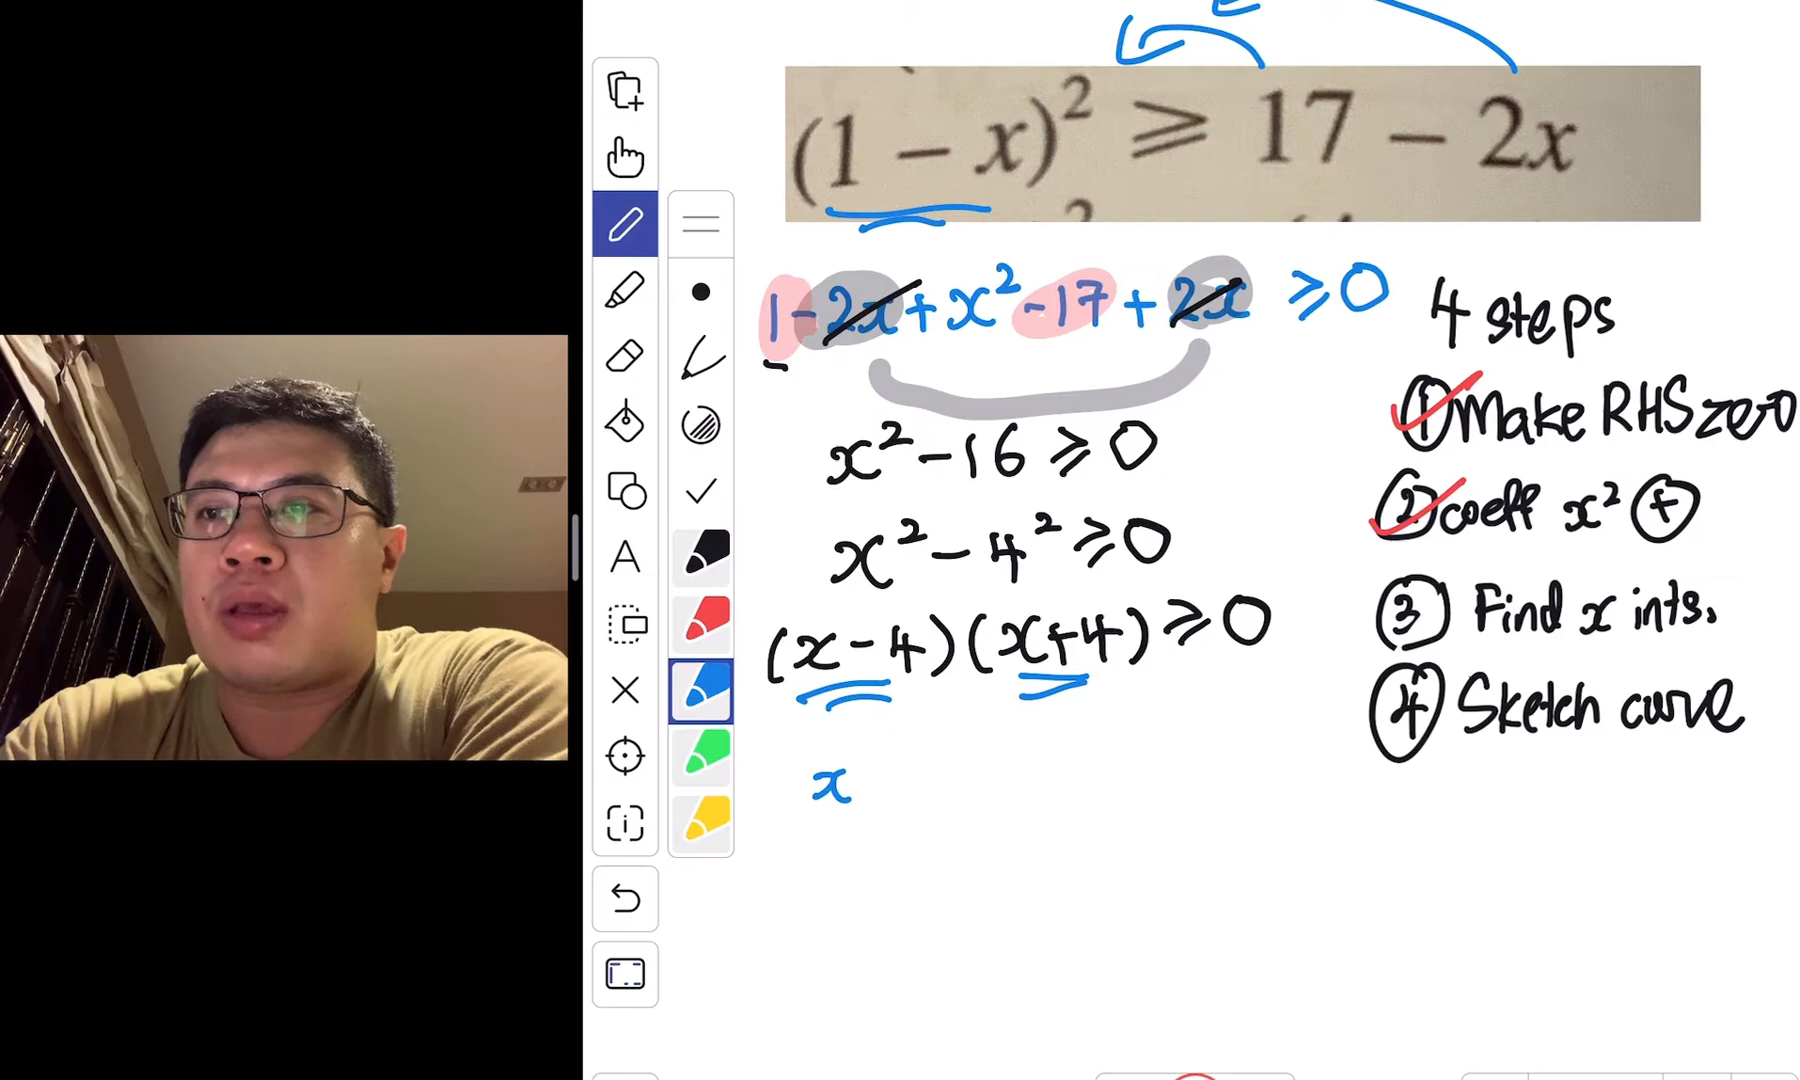 (1 − x)² ⩾ 17 − 2x
1 - 2x + x² - 17 + 2x ⩾ 0
x² - 16 ⩾ 0
x² - 4² ⩾ 0
(x - 4)(x + 4) ⩾ 0
x
4 steps
① Make RHS zero
② coeff x² ⊕
③ Find x ints.
④ Sketch curve
A